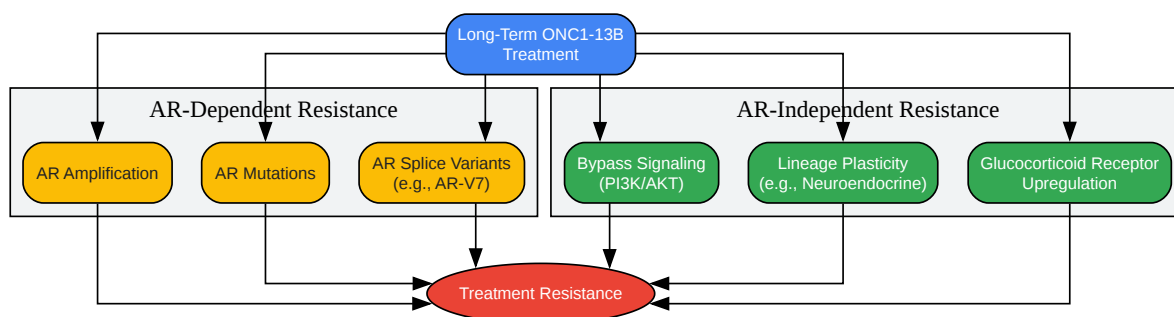 Long-Term ONC1-13B
Treatment
AR-Dependent Resistance
AR-Independent Resistance
AR Amplification
AR Mutations
AR Splice Variants
(e.g., AR-V7)
Bypass Signaling
(PI3K/AKT)
Lineage Plasticity
(e.g., Neuroendocrine)
Glucocorticoid Receptor
Upregulation
Treatment Resistance